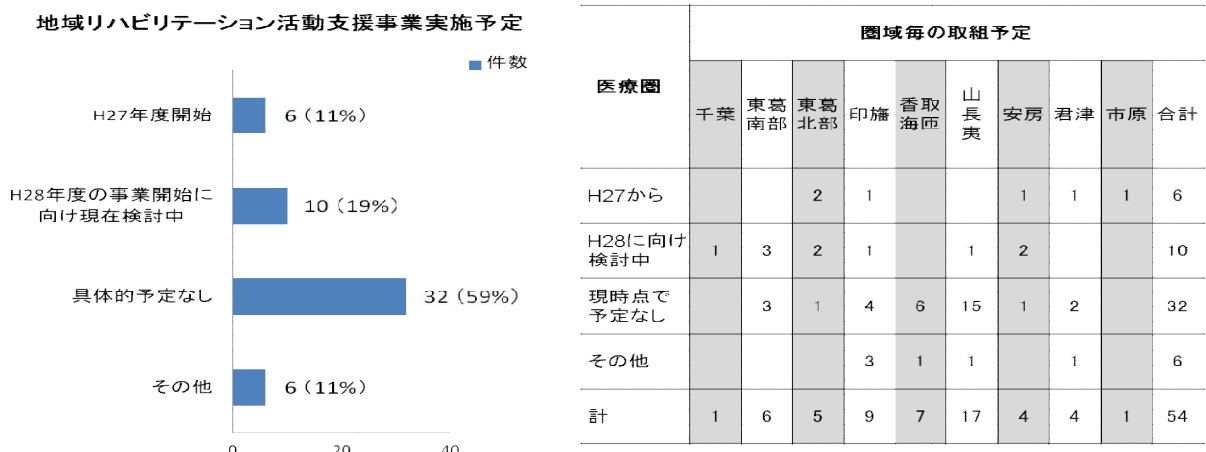 地域リハビリテーション活動支援事業実施予定
件数
H27年度開始
6 (11%)
H28年度の事業開始に
向け現在検討中
10 (19%)
具体的予定なし
32 (59%)
その他
6 (11%)
0 20 40
医療圏
圏域毎の取組予定
千葉 東葛南部 東葛北部 印旛 香取海匝 山長夷 安房 君津 市原 合計
H27から 2 1 1 1 1 6
H28に向け検討中 1 3 2 1 1 2 10
現時点で予定なし 3 1 4 6 15 1 2 32
その他 3 1 1 1 6
計 1 6 5 9 7 17 4 4 1 54